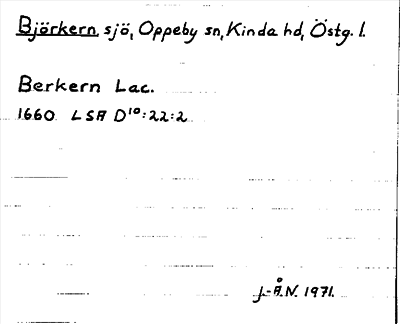 Björkern sjö, Oppeby sn, Kinda hd, Östg. l.
Berkern Lac.
1660 LSA D10:22:2
J-Å.N. 1971.